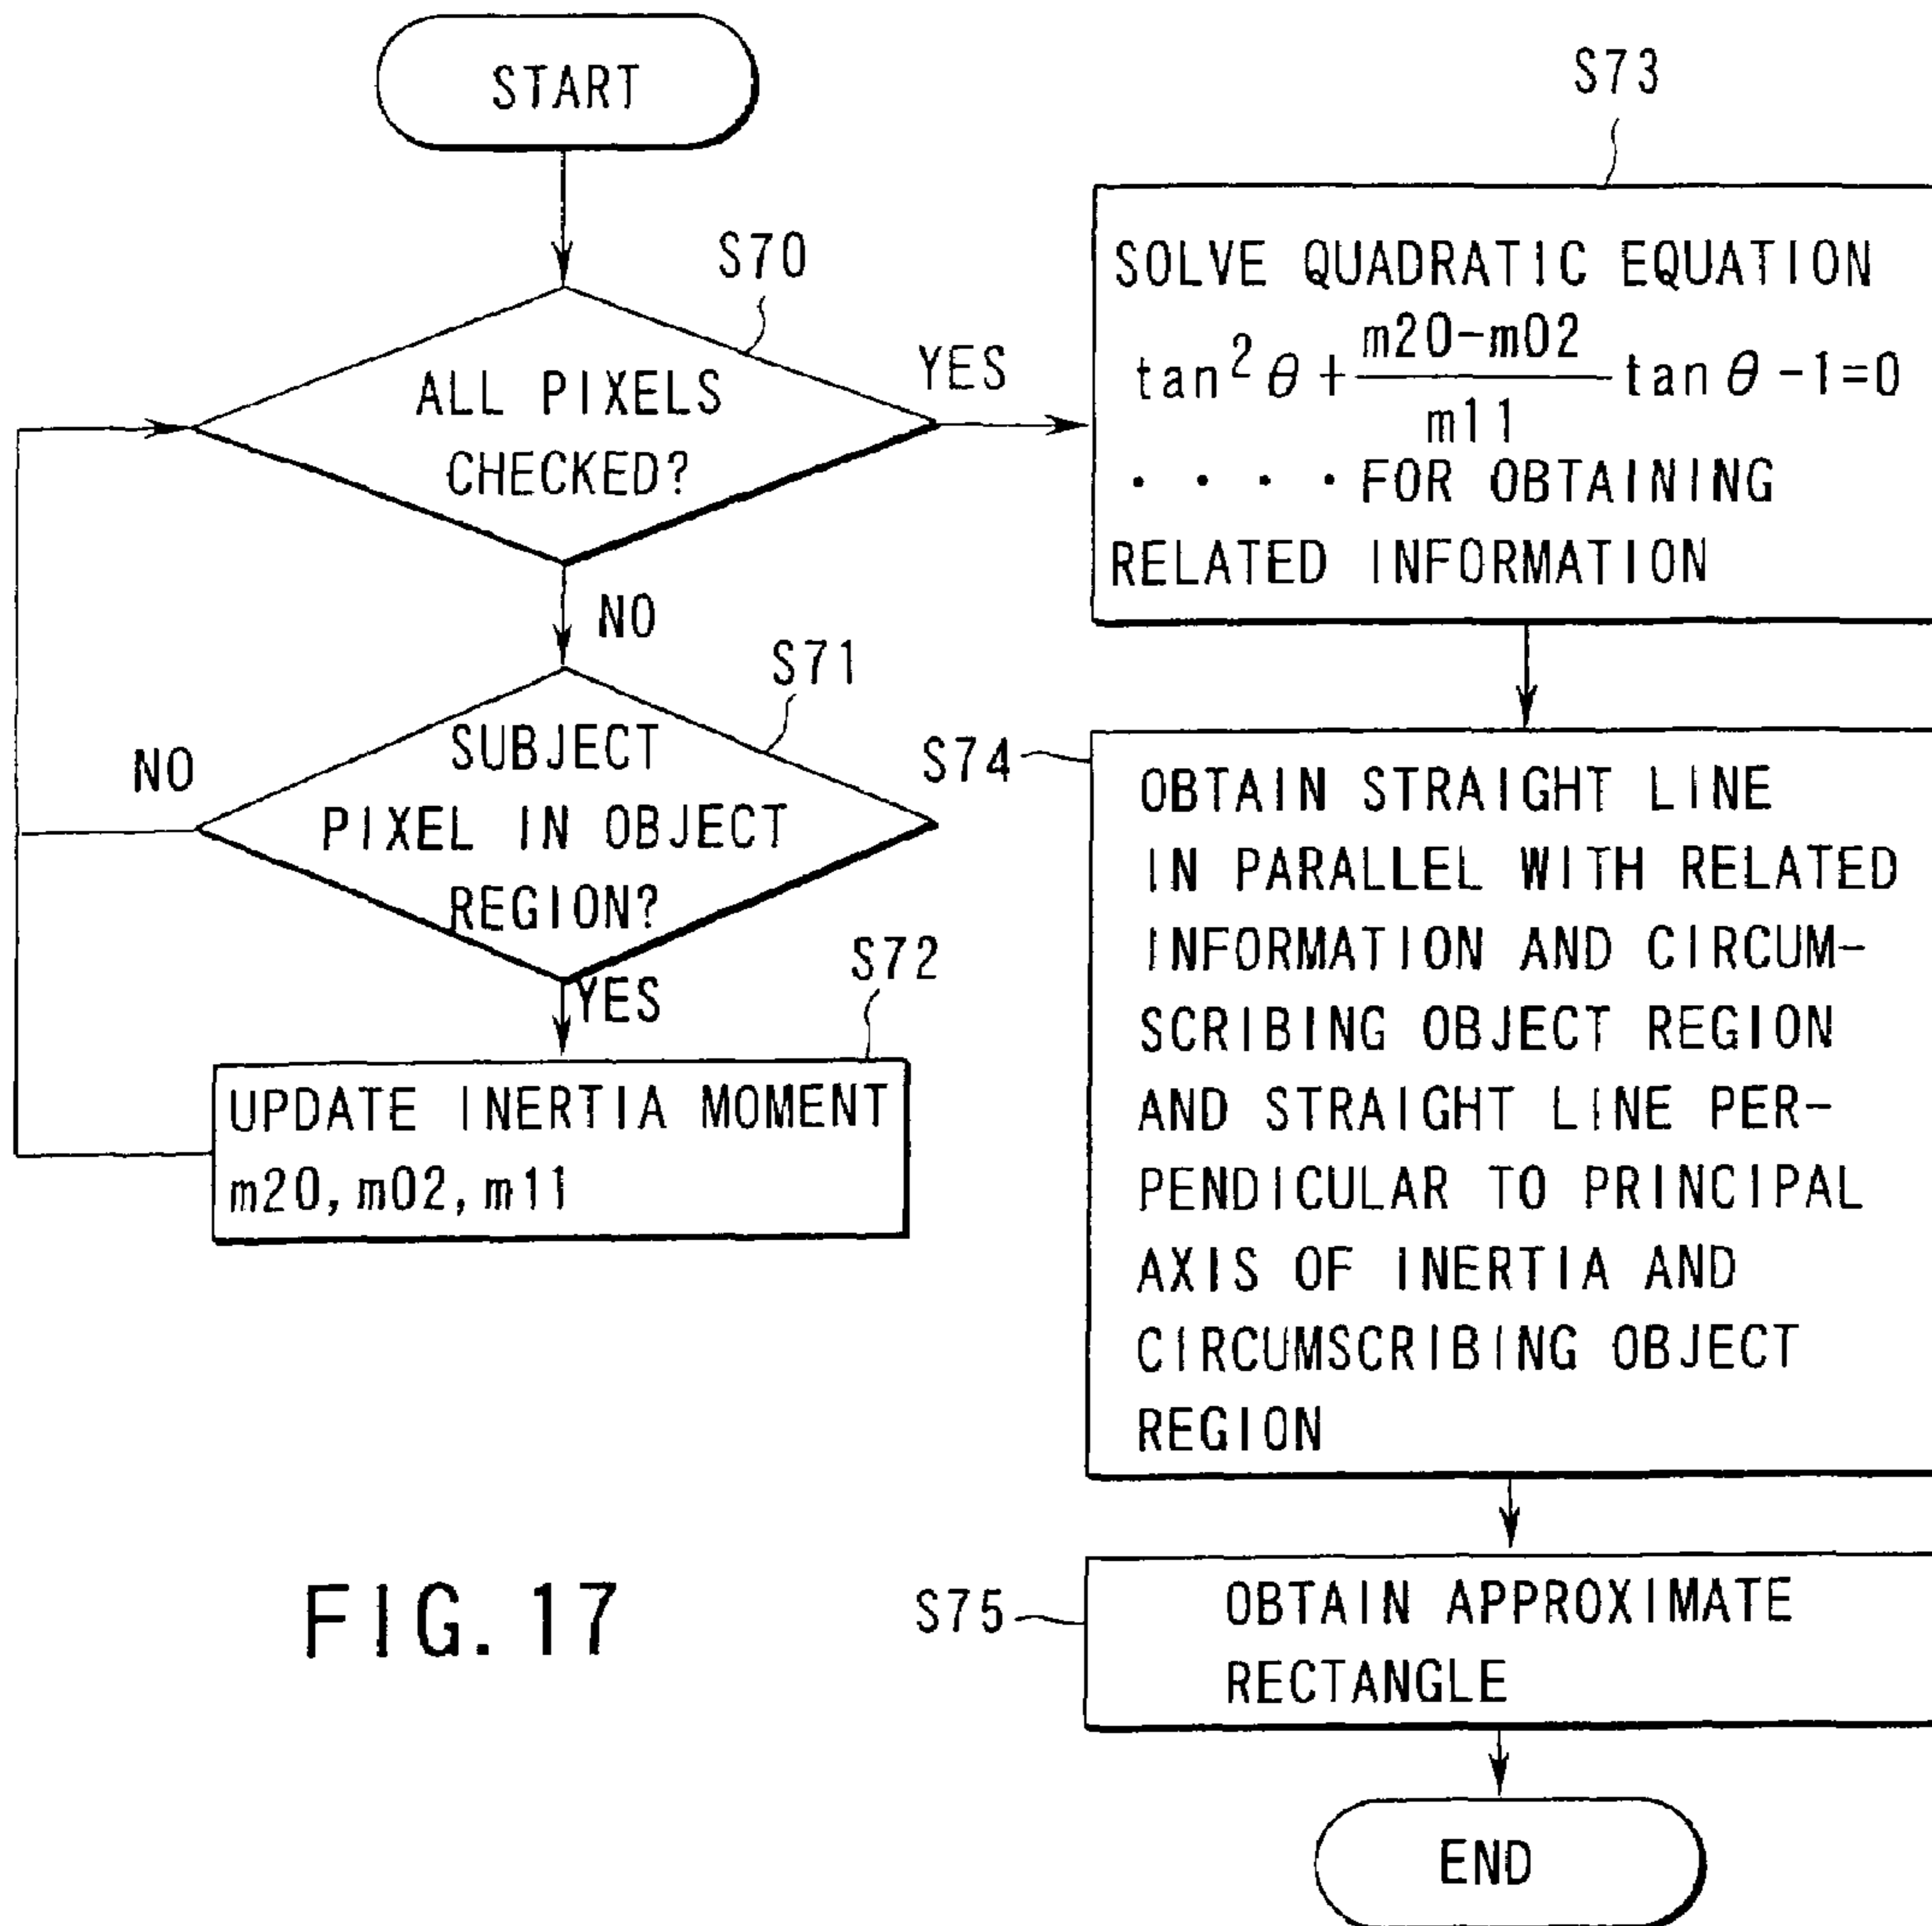 START
S70
ALL PIXELS
CHECKED?
YES
NO
S71
SUBJECT
PIXEL IN OBJECT
REGION?
NO
YES
S72
UPDATE INERTIA MOMENT
m20, m02, m11
S73
SOLVE QUADRATIC EQUATION
tan² θ + (m20-m02)/m11 tan θ -1=0
・・・・FOR OBTAINING
RELATED INFORMATION
S74
OBTAIN STRAIGHT LINE
IN PARALLEL WITH RELATED
INFORMATION AND CIRCUM-
SCRIBING OBJECT REGION
AND STRAIGHT LINE PER-
PENDICULAR TO PRINCIPAL
AXIS OF INERTIA AND
CIRCUMSCRIBING OBJECT
REGION
S75
OBTAIN APPROXIMATE
RECTANGLE
END
FIG. 17